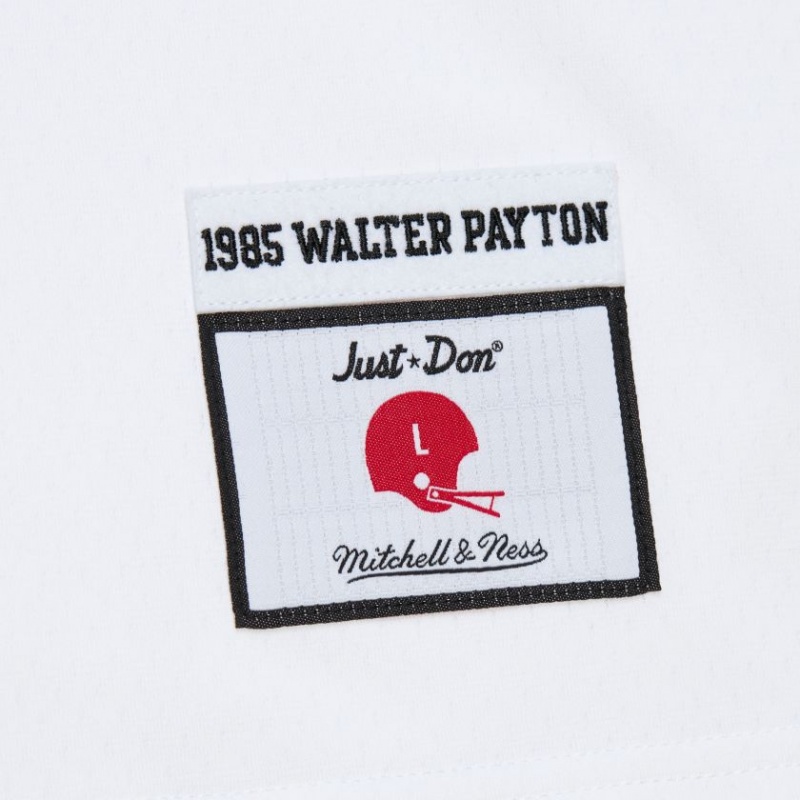 1985 WALTER PAYTON
Just★Don®
L
Mitchell & Ness